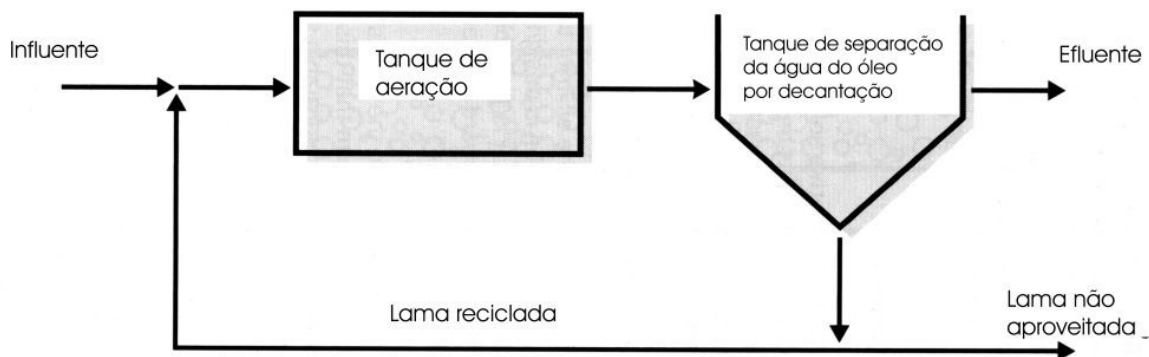 Influente
Tanque de
aeração
Tanque de separação
da água do óleo
por decantação
Efluente
Lama reciclada
Lama não
aproveitada